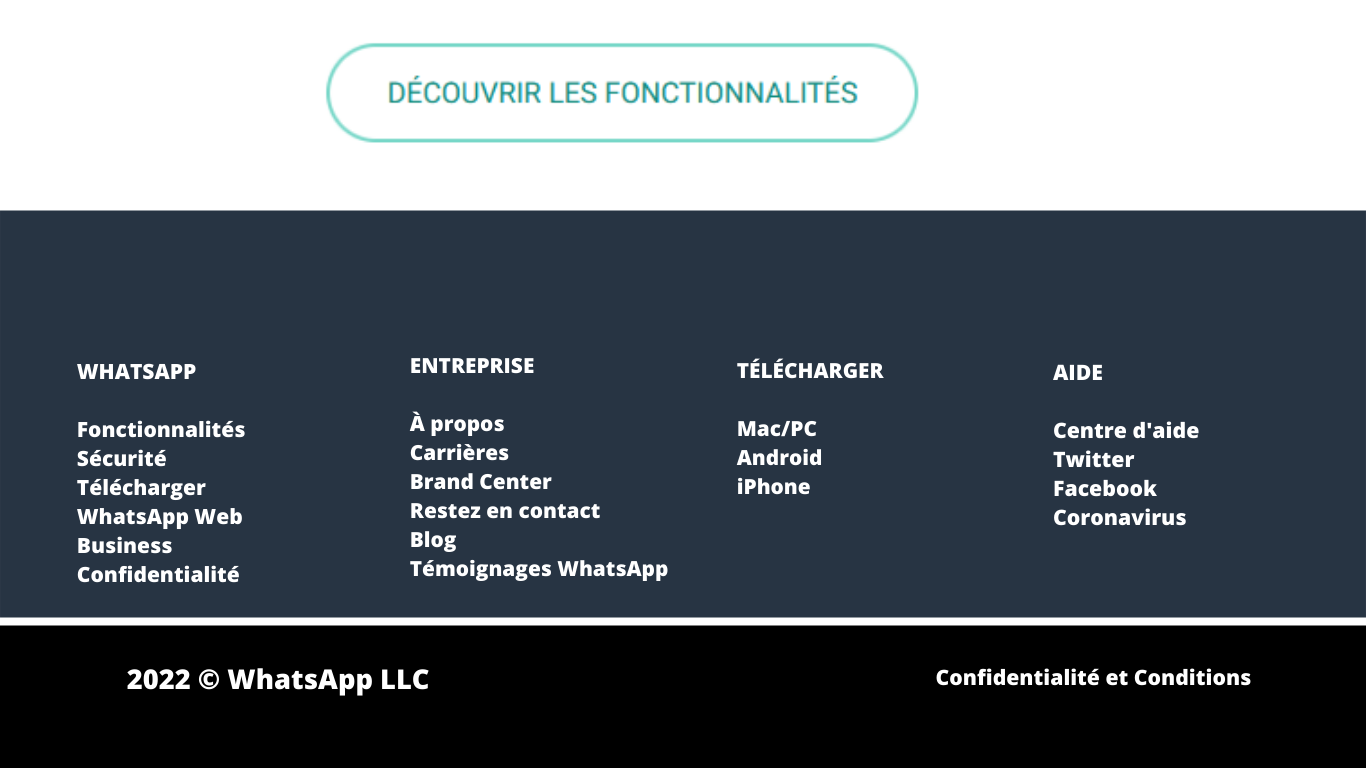 DÉCOUVRIR LES FONCTIONNALITÉS
WHATSAPP
Fonctionnalités
Sécurité
Télécharger
WhatsApp Web
Business
Confidentialité
ENTREPRISE
À propos
Carrières
Brand Center
Restez en contact
Blog
Témoignages WhatsApp
TÉLÉCHARGER
Mac/PC
Android
iPhone
AIDE
Centre d'aide
Twitter
Facebook
Coronavirus
2022 © WhatsApp LLC
Confidentialité et Conditions